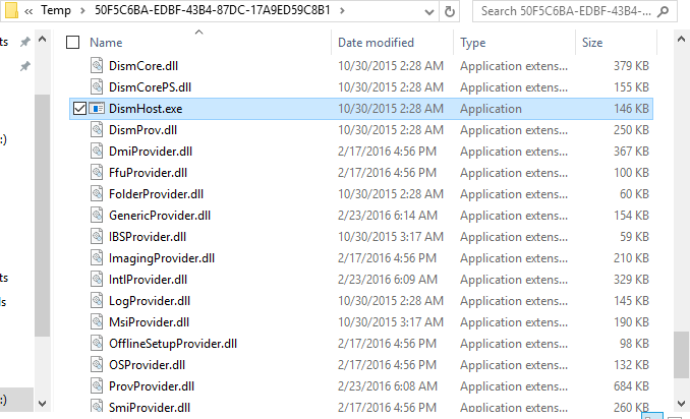 « Temp › 50F5C6BA-EDBF-43B4-87DC-17A9ED59C8B1 › Search 50F5C6BA-EDBF-43B4-...
ts Date modified Type Size
DismCore.dll 10/30/2015 2:28 AM Application extens... 379 KB
DismCorePS.dll 10/30/2015 2:28 AM Application extens... 155 KB
DismHost.exe 10/30/2015 2:28 AM Application 146 KB
:) DismProv.dll 10/30/2015 2:28 AM Application extens... 250 KB
DmiProvider.dll 2/17/2016 4:56 PM Application extens... 367 KB
FfuProvider.dll 2/17/2016 4:56 PM Application extens... 100 KB
FolderProvider.dll 10/30/2015 2:28 AM Application extens... 60 KB
GenericProvider.dll 2/23/2016 6:14 AM Application extens... 154 KB
IBSProvider.dll 10/30/2015 3:17 AM Application extens... 59 KB
ImagingProvider.dll 2/17/2016 4:56 PM Application extens... 210 KB
ts IntlProvider.dll 2/23/2016 6:09 AM Application extens... 329 KB
ds LogProvider.dll 10/30/2015 2:28 AM Application extens... 145 KB
MsiProvider.dll 10/30/2015 3:17 AM Application extens... 190 KB
OfflineSetupProvider.dll 2/17/2016 4:56 PM Application extens... 98 KB
OSProvider.dll 2/17/2016 4:56 PM Application extens... 132 KB
ProvProvider.dll 2/23/2016 6:08 AM Application extens... 684 KB
:) SmiProvider.dll 2/17/2016 4:56 PM Application extens... 260 KB